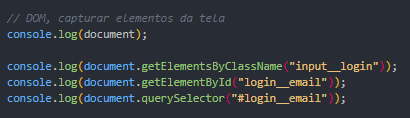 // DOM, capturar elementos da tela
console.log(document);
console.log(document.getElementsByClassName("input__login"));
console.log(document.getElementById("login__email"));
console.log(document.querySelector("#login__email"));